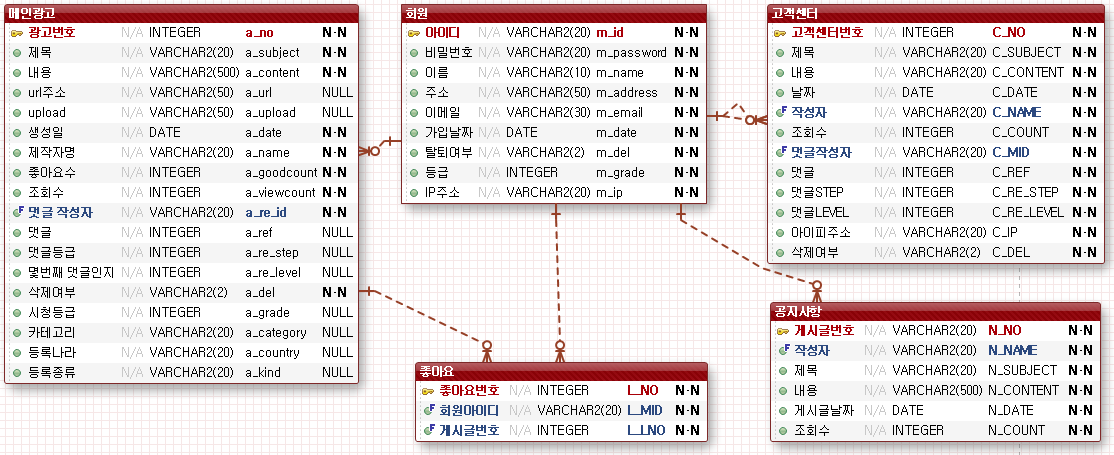 메인광고
광고번호 N/A INTEGER a_no N-N
제목 N/A VARCHAR2(20) a_subject N-N
내용 N/A VARCHAR2(500) a_content N-N
url주소 N/A VARCHAR2(50) a_url NULL
upload N/A VARCHAR2(50) a_upload NULL
생성일 N/A DATE a_date N-N
제작자명 N/A VARCHAR2(20) a_name N-N
좋아요수 N/A INTEGER a_goodcount N-N
조회수 N/A INTEGER a_viewcount N-N
댓글 작성자 N/A VARCHAR2(20) a_re_id N-N
댓글 N/A INTEGER a_ref NULL
댓글등급 N/A INTEGER a_re_step NULL
몇번째 댓글인지 N/A INTEGER a_re_level NULL
삭제여부 N/A VARCHAR2(2) a_del N-N
시청등급 N/A INTEGER a_grade NULL
카테고리 N/A VARCHAR2(20) a_category NULL
등록나라 N/A VARCHAR2(20) a_country NULL
등록종류 N/A VARCHAR2(20) a_kind NULL
회원
아이디 N/A VARCHAR2(20) m_id N-N
비밀번호 N/A VARCHAR2(20) m_password N-N
이름 N/A VARCHAR2(10) m_name N-N
주소 N/A VARCHAR2(50) m_address N-N
이메일 N/A VARCHAR2(30) m_email N-N
가입날짜 N/A DATE m_date N-N
탈퇴여부 N/A VARCHAR2(2) m_del N-N
등급 N/A INTEGER m_grade N-N
IP주소 N/A VARCHAR2(20) m_ip N-N
고객센터
고객센터번호 N/A INTEGER C_NO N-N
제목 N/A VARCHAR2(20) C_SUBJECT N-N
내용 N/A VARCHAR2(500) C_CONTENT N-N
날짜 N/A DATE C_DATE N-N
작성자 N/A VARCHAR2(20) C_NAME N-N
조회수 N/A INTEGER C_COUNT N-N
댓글작성자 N/A VARCHAR2(20) C_MID N-N
댓글 N/A INTEGER C_REF N-N
댓글STEP N/A INTEGER C_RE_STEP N-N
댓글LEVEL N/A INTEGER C_RE_LEVEL N-N
아이피주소 N/A VARCHAR2(20) C_IP N-N
삭제여부 N/A VARCHAR2(2) C_DEL N-N
좋아요
좋아요번호 N/A INTEGER L_NO N-N
회원아이디 N/A VARCHAR2(20) L_MID N-N
게시글번호 N/A INTEGER L_LNO N-N
공지사항
게시글번호 N/A VARCHAR2(20) N_NO N-N
작성자 N/A VARCHAR2(20) N_NAME N-N
제목 N/A VARCHAR2(20) N_SUBJECT N-N
내용 N/A VARCHAR2(500) N_CONTENT N-N
게시글날짜 N/A DATE N_DATE N-N
조회수 N/A INTEGER N_COUNT N-N